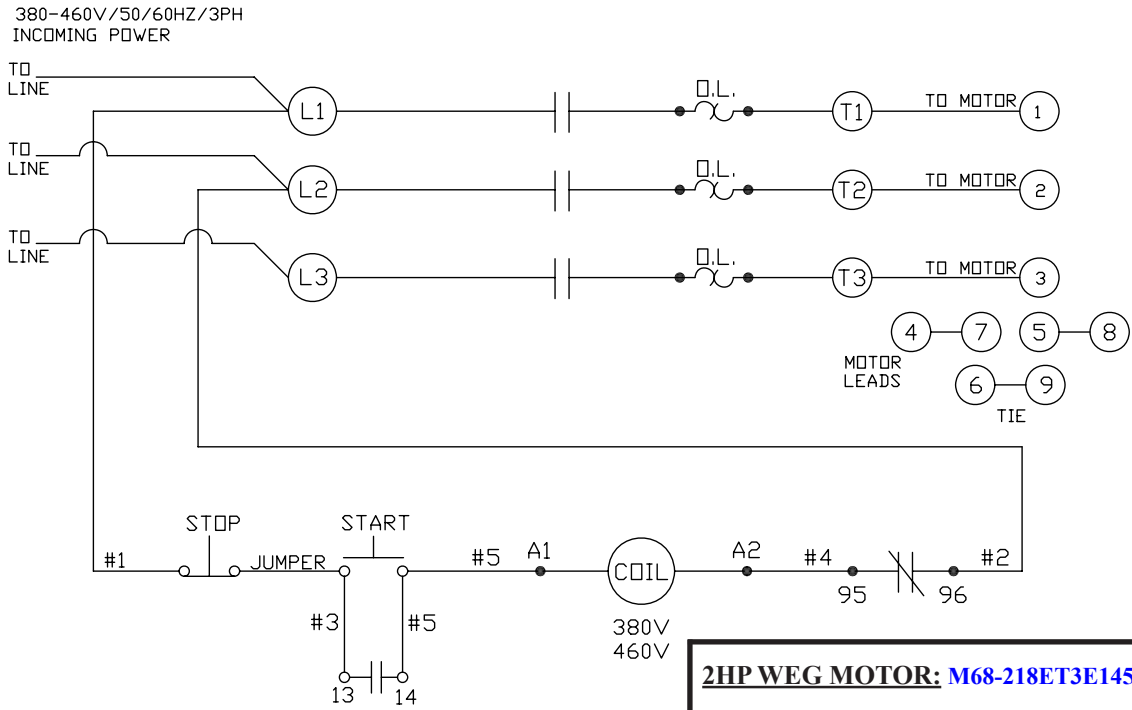 380-460V/50/60HZ/3PH
INCOMING POWER
TO
LINE
L1
O.L.
T1
TO MOTOR
1
TO
LINE
L2
O.L.
T2
TO MOTOR
2
TO
LINE
L3
O.L.
T3
TO MOTOR
3
4
7
5
8
MOTOR
LEADS
6
9
TIE
STOP
START
#1
JUMPER
#5
A1
COIL
A2
#4
#2
95
96
#3
#5
380V
460V
13
14
2HP WEG MOTOR: M68-218ET3E145